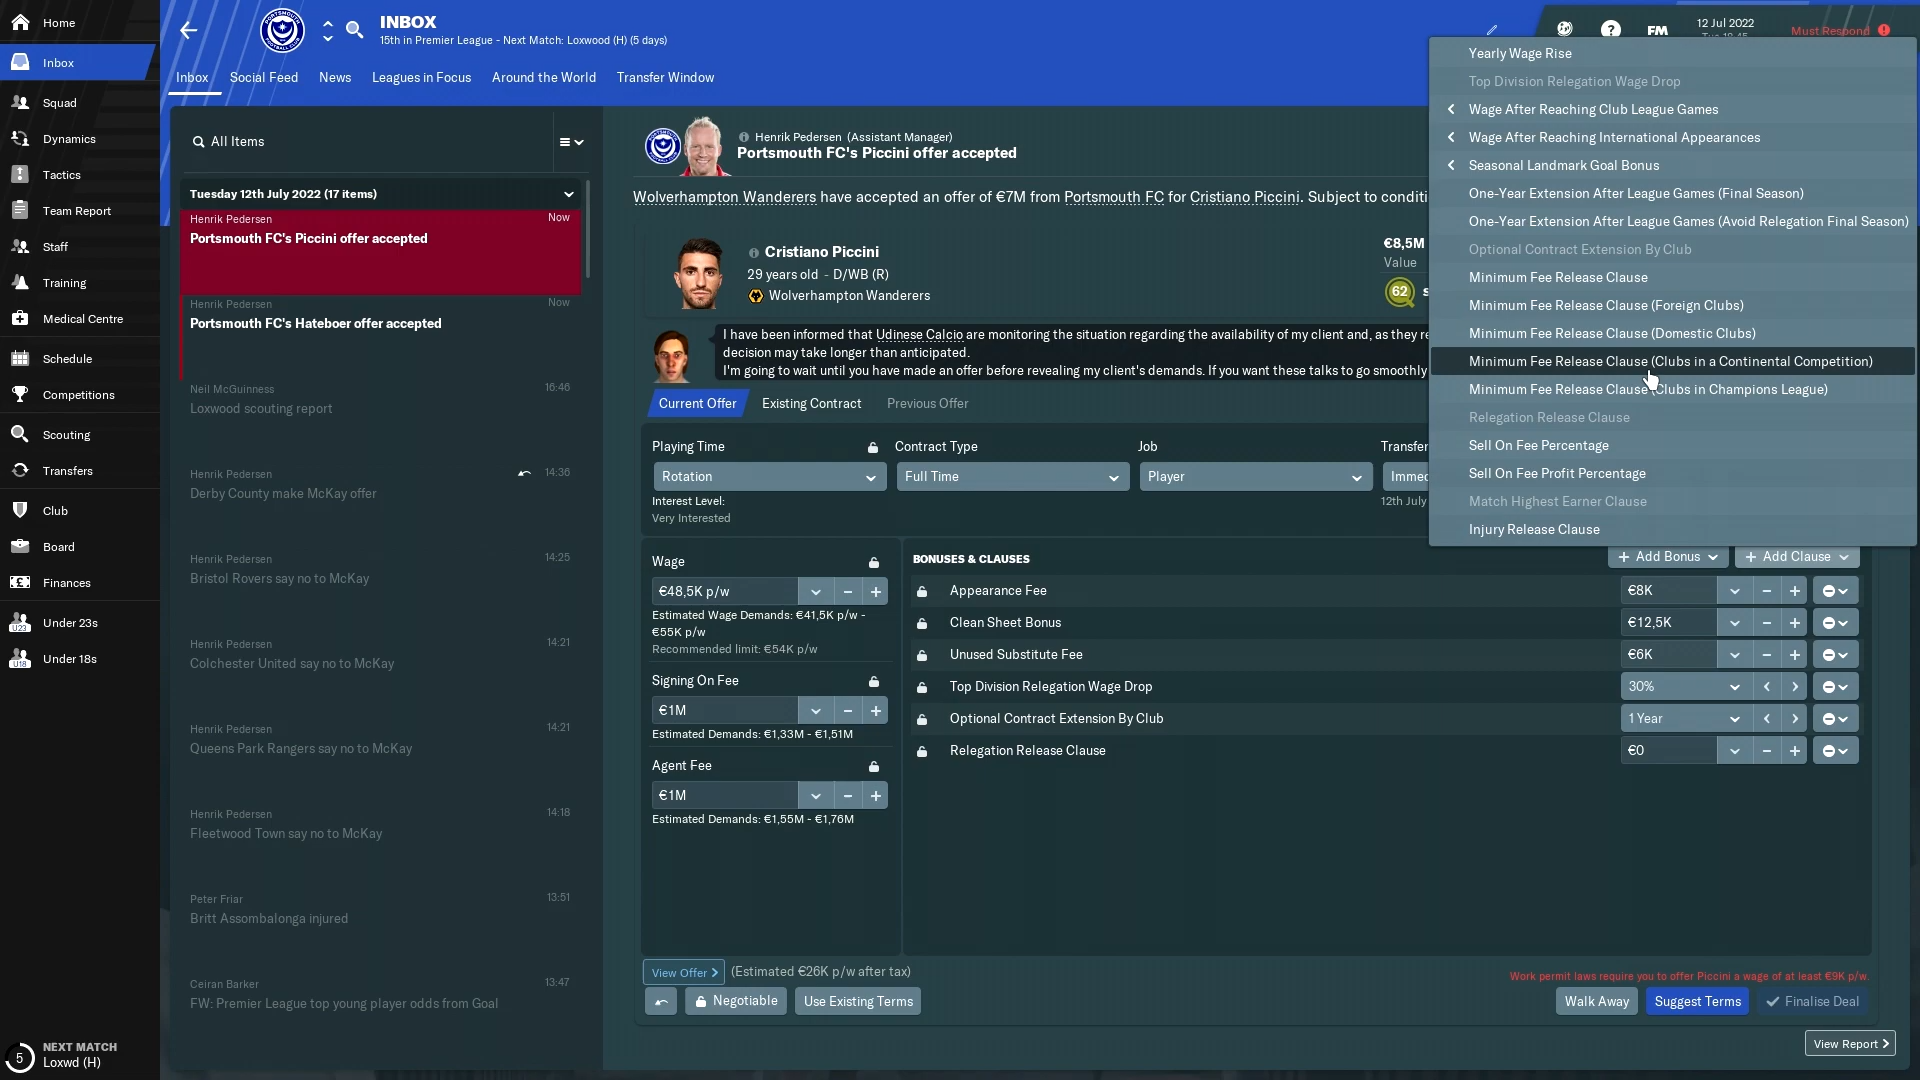 Home
Inbox
Squad
Dynamics
Tactics
Team Report
Staff
Training
Medical Centre
Schedule
Competitions
Scouting
Transfers
Club
Board
Finances
U23
Under 23s
U18
Under 18s
5
NEXT MATCH
Loxwd (H)
INBOX
15th in Premier League - Next Match: Loxwood (H) (5 days)
? FM
12 Jul 2022
Tue 18:45
Must Respond
Inbox Social Feed News Leagues in Focus Around the World Transfer Window
All Items
Tuesday 12th July 2022 (17 items)
Henrik Pedersen Now
Portsmouth FC's Piccini offer accepted
Henrik Pedersen Now
Portsmouth FC's Hateboer offer accepted
Neil McGuinness 16:46
Loxwood scouting report
Henrik Pedersen 14:36
Derby County make McKay offer
Henrik Pedersen 14:25
Bristol Rovers say no to McKay
Henrik Pedersen 14:21
Colchester United say no to McKay
Henrik Pedersen 14:21
Queens Park Rangers say no to McKay
Henrik Pedersen 14:18
Fleetwood Town say no to McKay
Peter Friar 13:51
Britt Assombalonga injured
Ceiran Barker 13:47
FW: Premier League top young player odds from Goal
Henrik Pedersen (Assistant Manager)
Portsmouth FC's Piccini offer accepted
Wolverhampton Wanderers have accepted an offer of €7M from Portsmouth FC for Cristiano Piccini. Subject to conditi
Cristiano Piccini
29 years old - D/WB (R)
Wolverhampton Wanderers
€8,5M
Value
62 s
I have been informed that Udinese Calcio are monitoring the situation regarding the availability of my client and, as they re
decision may take longer than anticipated.
I'm going to wait until you have made an offer before revealing my client's demands. If you want these talks to go smoothly
Current Offer Existing Contract Previous Offer
Playing Time Contract Type Job Transfer
Rotation Full Time Player Immed
Interest Level: 12th July
Very Interested
Yearly Wage Rise
Top Division Relegation Wage Drop
Wage After Reaching Club League Games
Wage After Reaching International Appearances
Seasonal Landmark Goal Bonus
One-Year Extension After League Games (Final Season)
One-Year Extension After League Games (Avoid Relegation Final Season)
Optional Contract Extension By Club
Minimum Fee Release Clause
Minimum Fee Release Clause (Foreign Clubs)
Minimum Fee Release Clause (Domestic Clubs)
Minimum Fee Release Clause (Clubs in a Continental Competition)
Minimum Fee Release Clause (Clubs in Champions League)
Relegation Release Clause
Sell On Fee Percentage
Sell On Fee Profit Percentage
Match Highest Earner Clause
Injury Release Clause
Wage
€48,5K p/w
Estimated Wage Demands: €41,5K p/w -
€55K p/w
Recommended limit: €54K p/w
Signing On Fee
€1M
Estimated Demands: €1,33M - €1,51M
Agent Fee
€1M
Estimated Demands: €1,55M - €1,76M
BONUSES & CLAUSES + Add Bonus + Add Clause
Appearance Fee €8K
Clean Sheet Bonus €12,5K
Unused Substitute Fee €6K
Top Division Relegation Wage Drop 30%
Optional Contract Extension By Club 1 Year
Relegation Release Clause €0
View Offer (Estimated €26K p/w after tax)
Work permit laws require you to offer Piccini a wage of at least €9K p/w.
Negotiable Use Existing Terms Walk Away Suggest Terms Finalise Deal
View Report